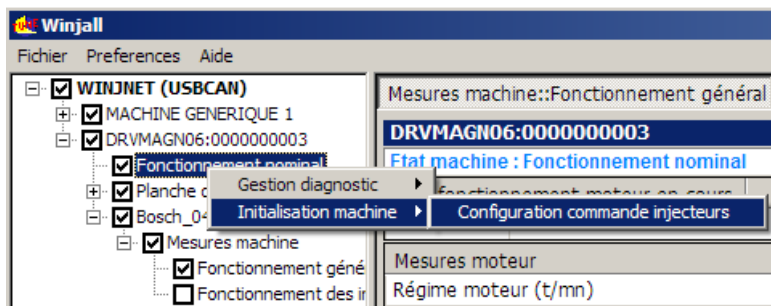 Winjall
Fichier Preferences Aide
WINJNET (USBCAN)
MACHINE GENERIQUE 1
DRVMAGN06:0000000003
Fonctionnement nominal
Planche
Bosch_04
Mesures machine
Fonctionnement géné
Fonctionnement des
Gestion diagnostic
Initialisation machine
Configuration commande injecteurs
Mesures machine::Fonctionnement général
DRVMAGN06:0000000003
Etat machine : Fonctionnement nominal
fonctionnement moteur en cours
Mesures moteur
Régime moteur (t/mn)